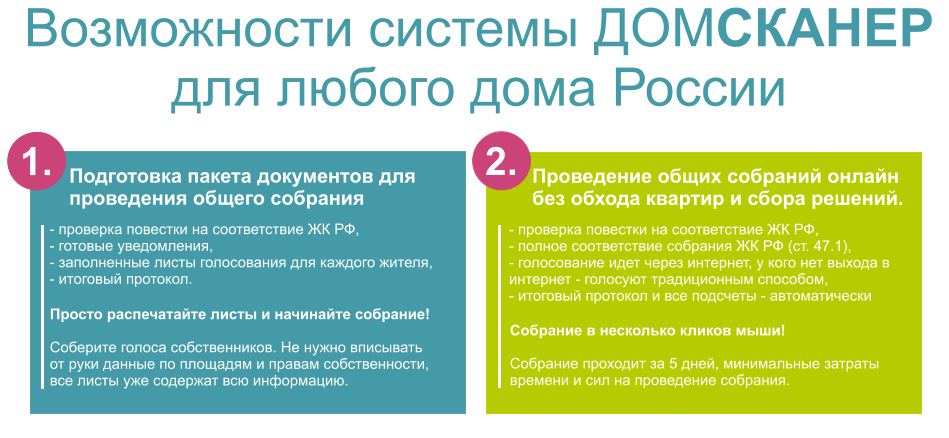 Возможности системы ДОМСКАНЕР
для любого дома России
1.
Подготовка пакета документов для
проведения общего собрания
- проверка повестки на соответствие ЖК РФ,
- готовые уведомления,
- заполненные листы голосования для каждого жителя,
- итоговый протокол.
Просто распечатайте листы и начинайте собрание!
Соберите голоса собственников. Не нужно вписывать
от руки данные по площадям и правам собственности,
все листы уже содержат всю информацию.
2.
Проведение общих собраний онлайн
без обхода квартир и сбора решений.
- проверка повестки на соответствие ЖК РФ,
- полное соответствие собрания ЖК РФ (ст. 47.1),
- голосование идет через интернет, у кого нет выхода в
интернет - голосуют традиционным способом,
- итоговый протокол и все подсчеты - автоматически
Собрание в несколько кликов мыши!
Собрание проходит за 5 дней, минимальные затраты
времени и сил на проведение собрания.